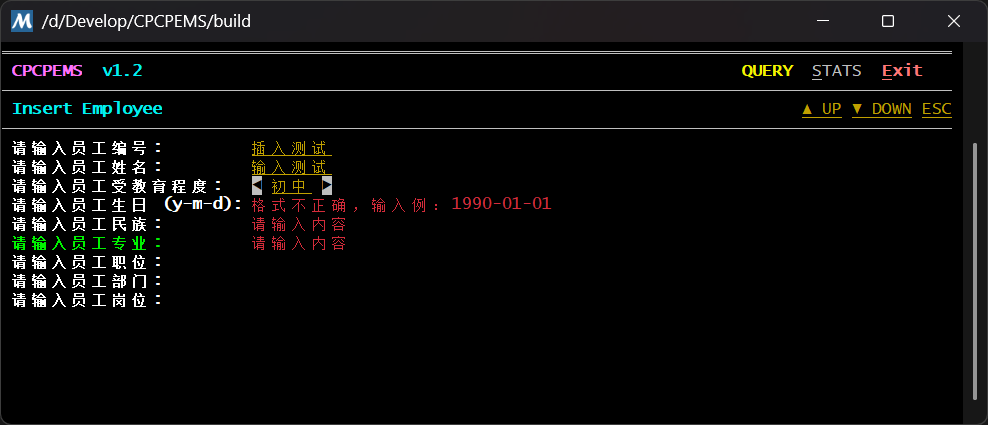 /d/Develop/CPCPEMS/build
CPCPEMS v1.2 QUERY STATS Exit
Insert Employee ▲ UP ▼ DOWN ESC
请输入员工编号： 插入测试
请输入员工姓名： 输入测试
请输入员工受教育程度： ◀ 初中 ▶
请输入员工生日 (y-m-d): 格式不正确，输入例：1990-01-01
请输入员工民族： 请输入内容
请输入员工专业： 请输入内容
请输入员工职位：
请输入员工部门：
请输入员工岗位：